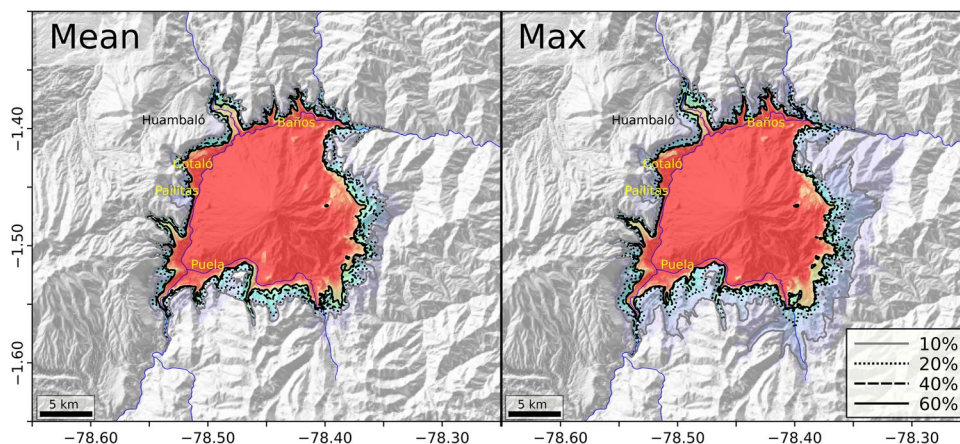 Mean
Max
Huambaló
Baños
Cotaló
Pailitas
Puela
Huambaló
Baños
Cotaló
Pailitas
Puela
−1.40
−1.50
−1.60
5 km
5 km
10%
20%
40%
60%
−78.60
−78.50
−78.40
−78.30
−78.60
−78.50
−78.40
−78.30